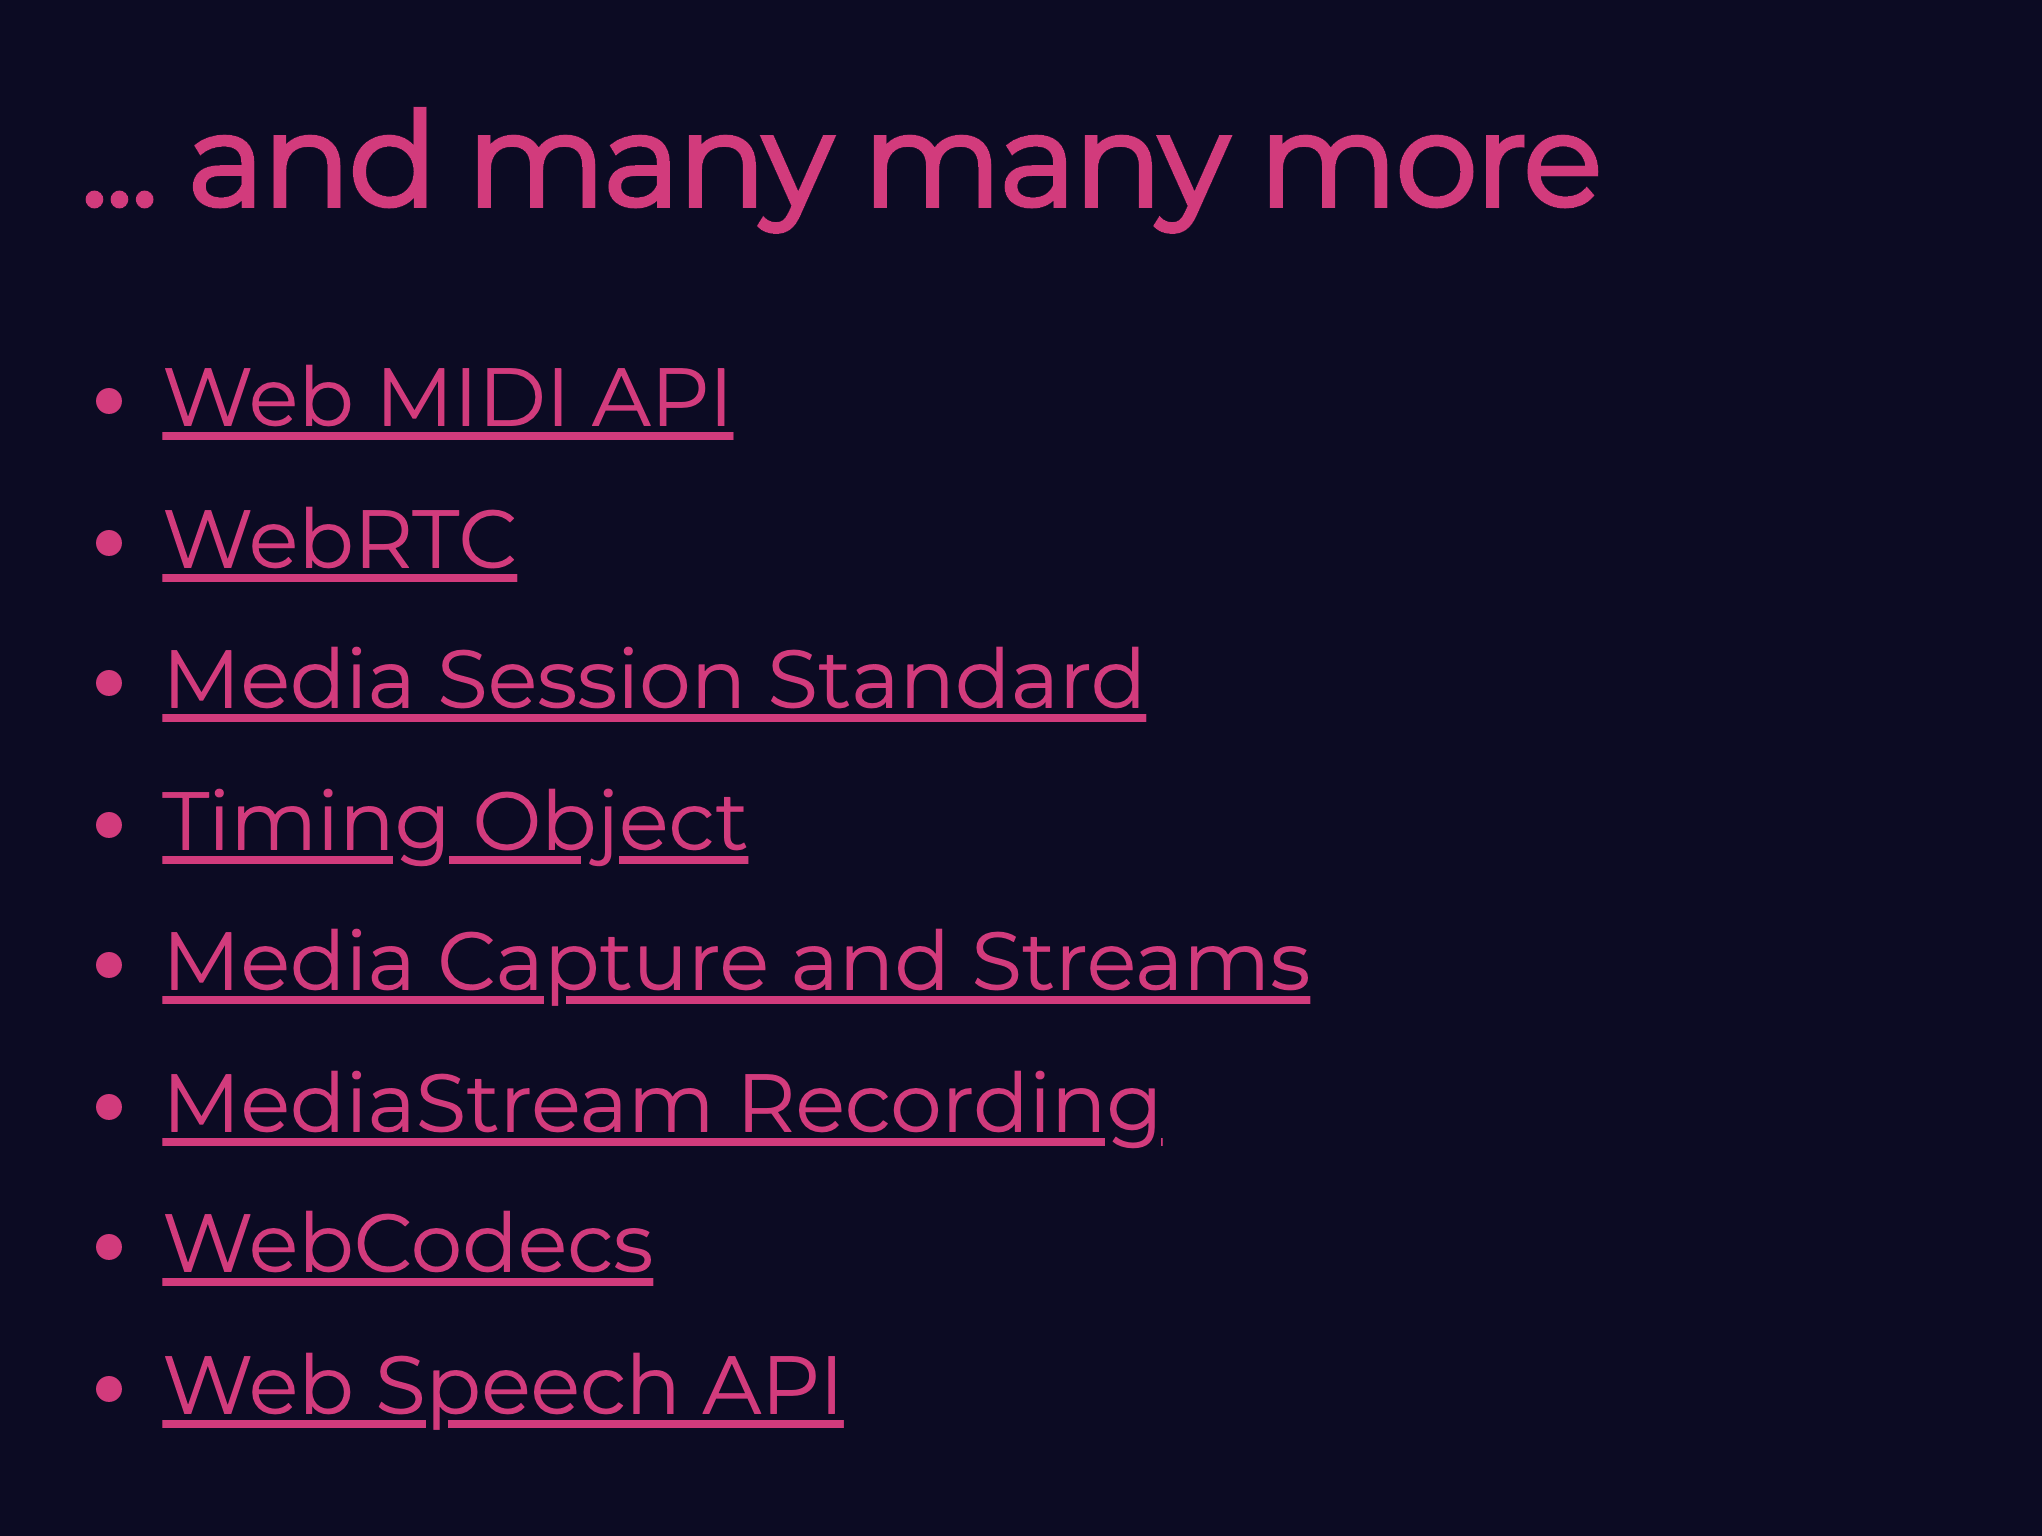 ... and many many more
• Web MIDI API
• WebRTC
• Media Session Standard
• Timing Object
• Media Capture and Streams
• MediaStream Recording
• WebCodecs
• Web Speech API